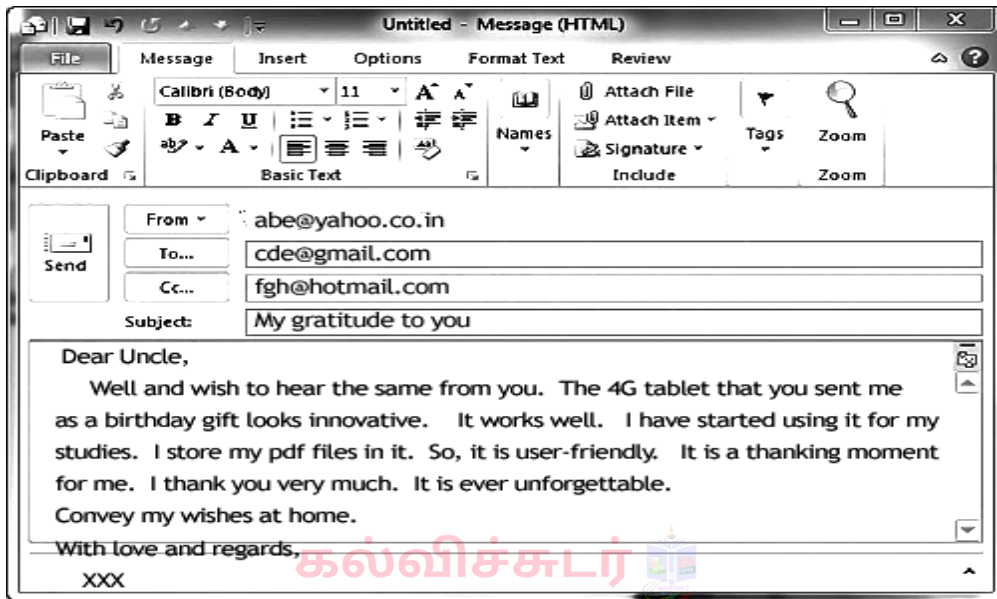 Untitled - Message (HTML)
File Message Insert Options Format Text Review
Calibri (Body) 11 A A Attach File
B I U Attach Item
Paste Names Tags Zoom
ab A Signature
Clipboard Basic Text Include Zoom
From abe@yahoo.co.in
To... cde@gmail.com
Send
Cc... fgh@hotmail.com
Subject: My gratitude to you
Dear Uncle,
Well and wish to hear the same from you. The 4G tablet that you sent me
as a birthday gift looks innovative. It works well. I have started using it for my
studies. I store my pdf files in it. So, it is user-friendly. It is a thanking moment
for me. I thank you very much. It is ever unforgettable.
Convey my wishes at home.
With love and regards,
கல்விச்சுடர்
XXX